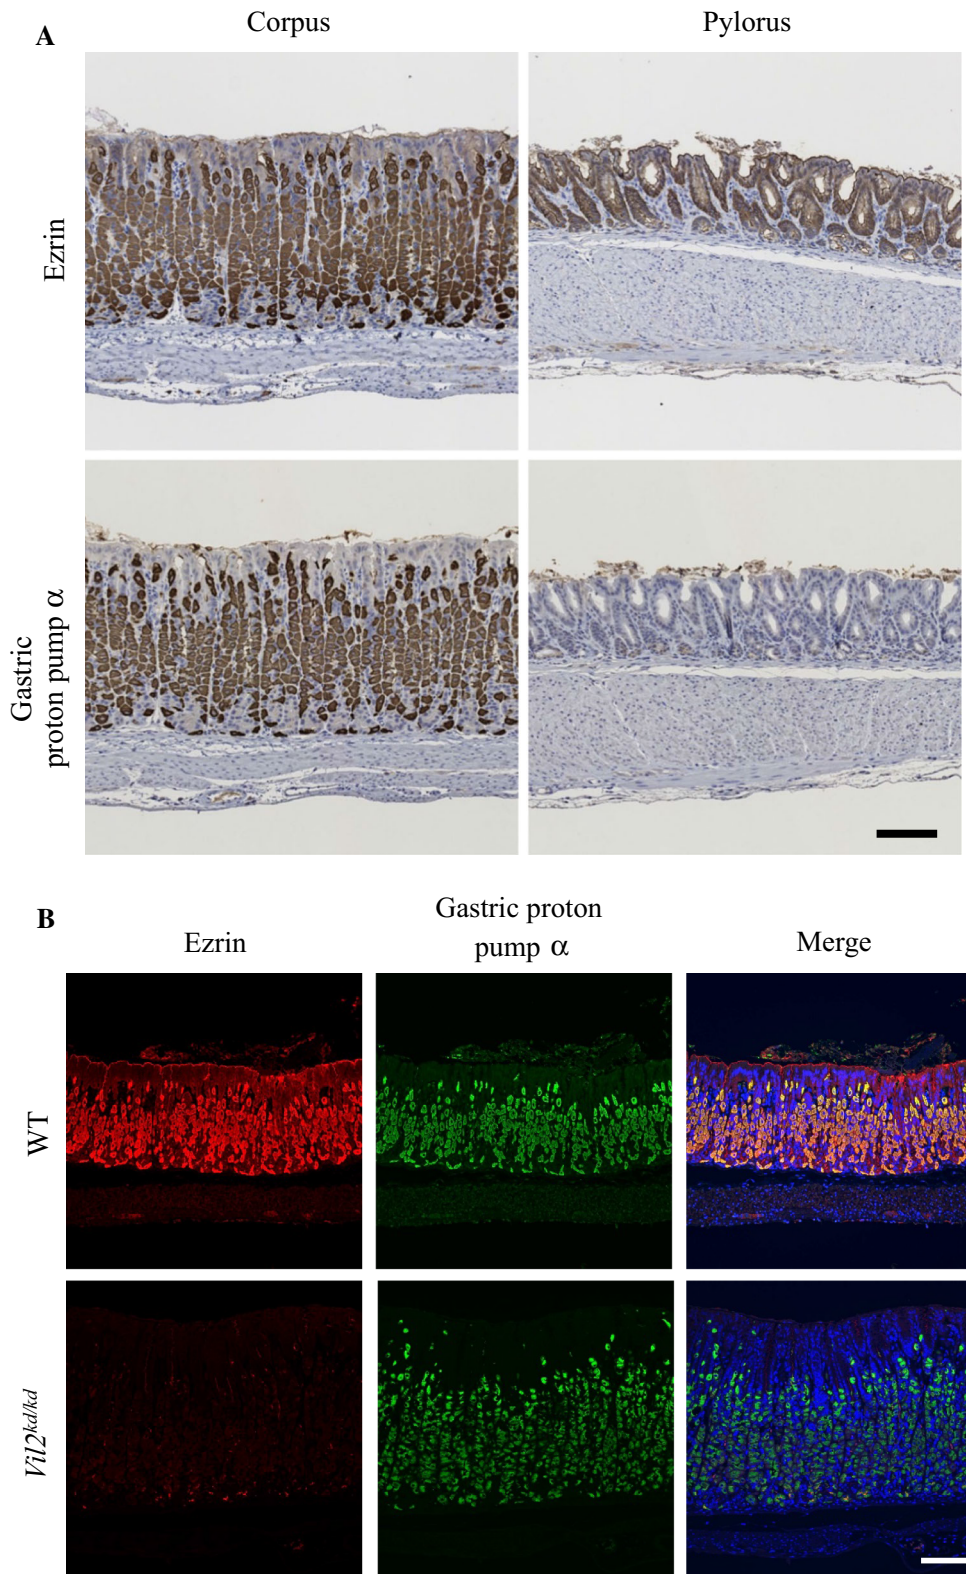 A
Corpus
Pylorus
Ezrin
Gastric
proton pump α
B
Ezrin
Gastric proton
pump α
Merge
WT
Vil2kd/kd